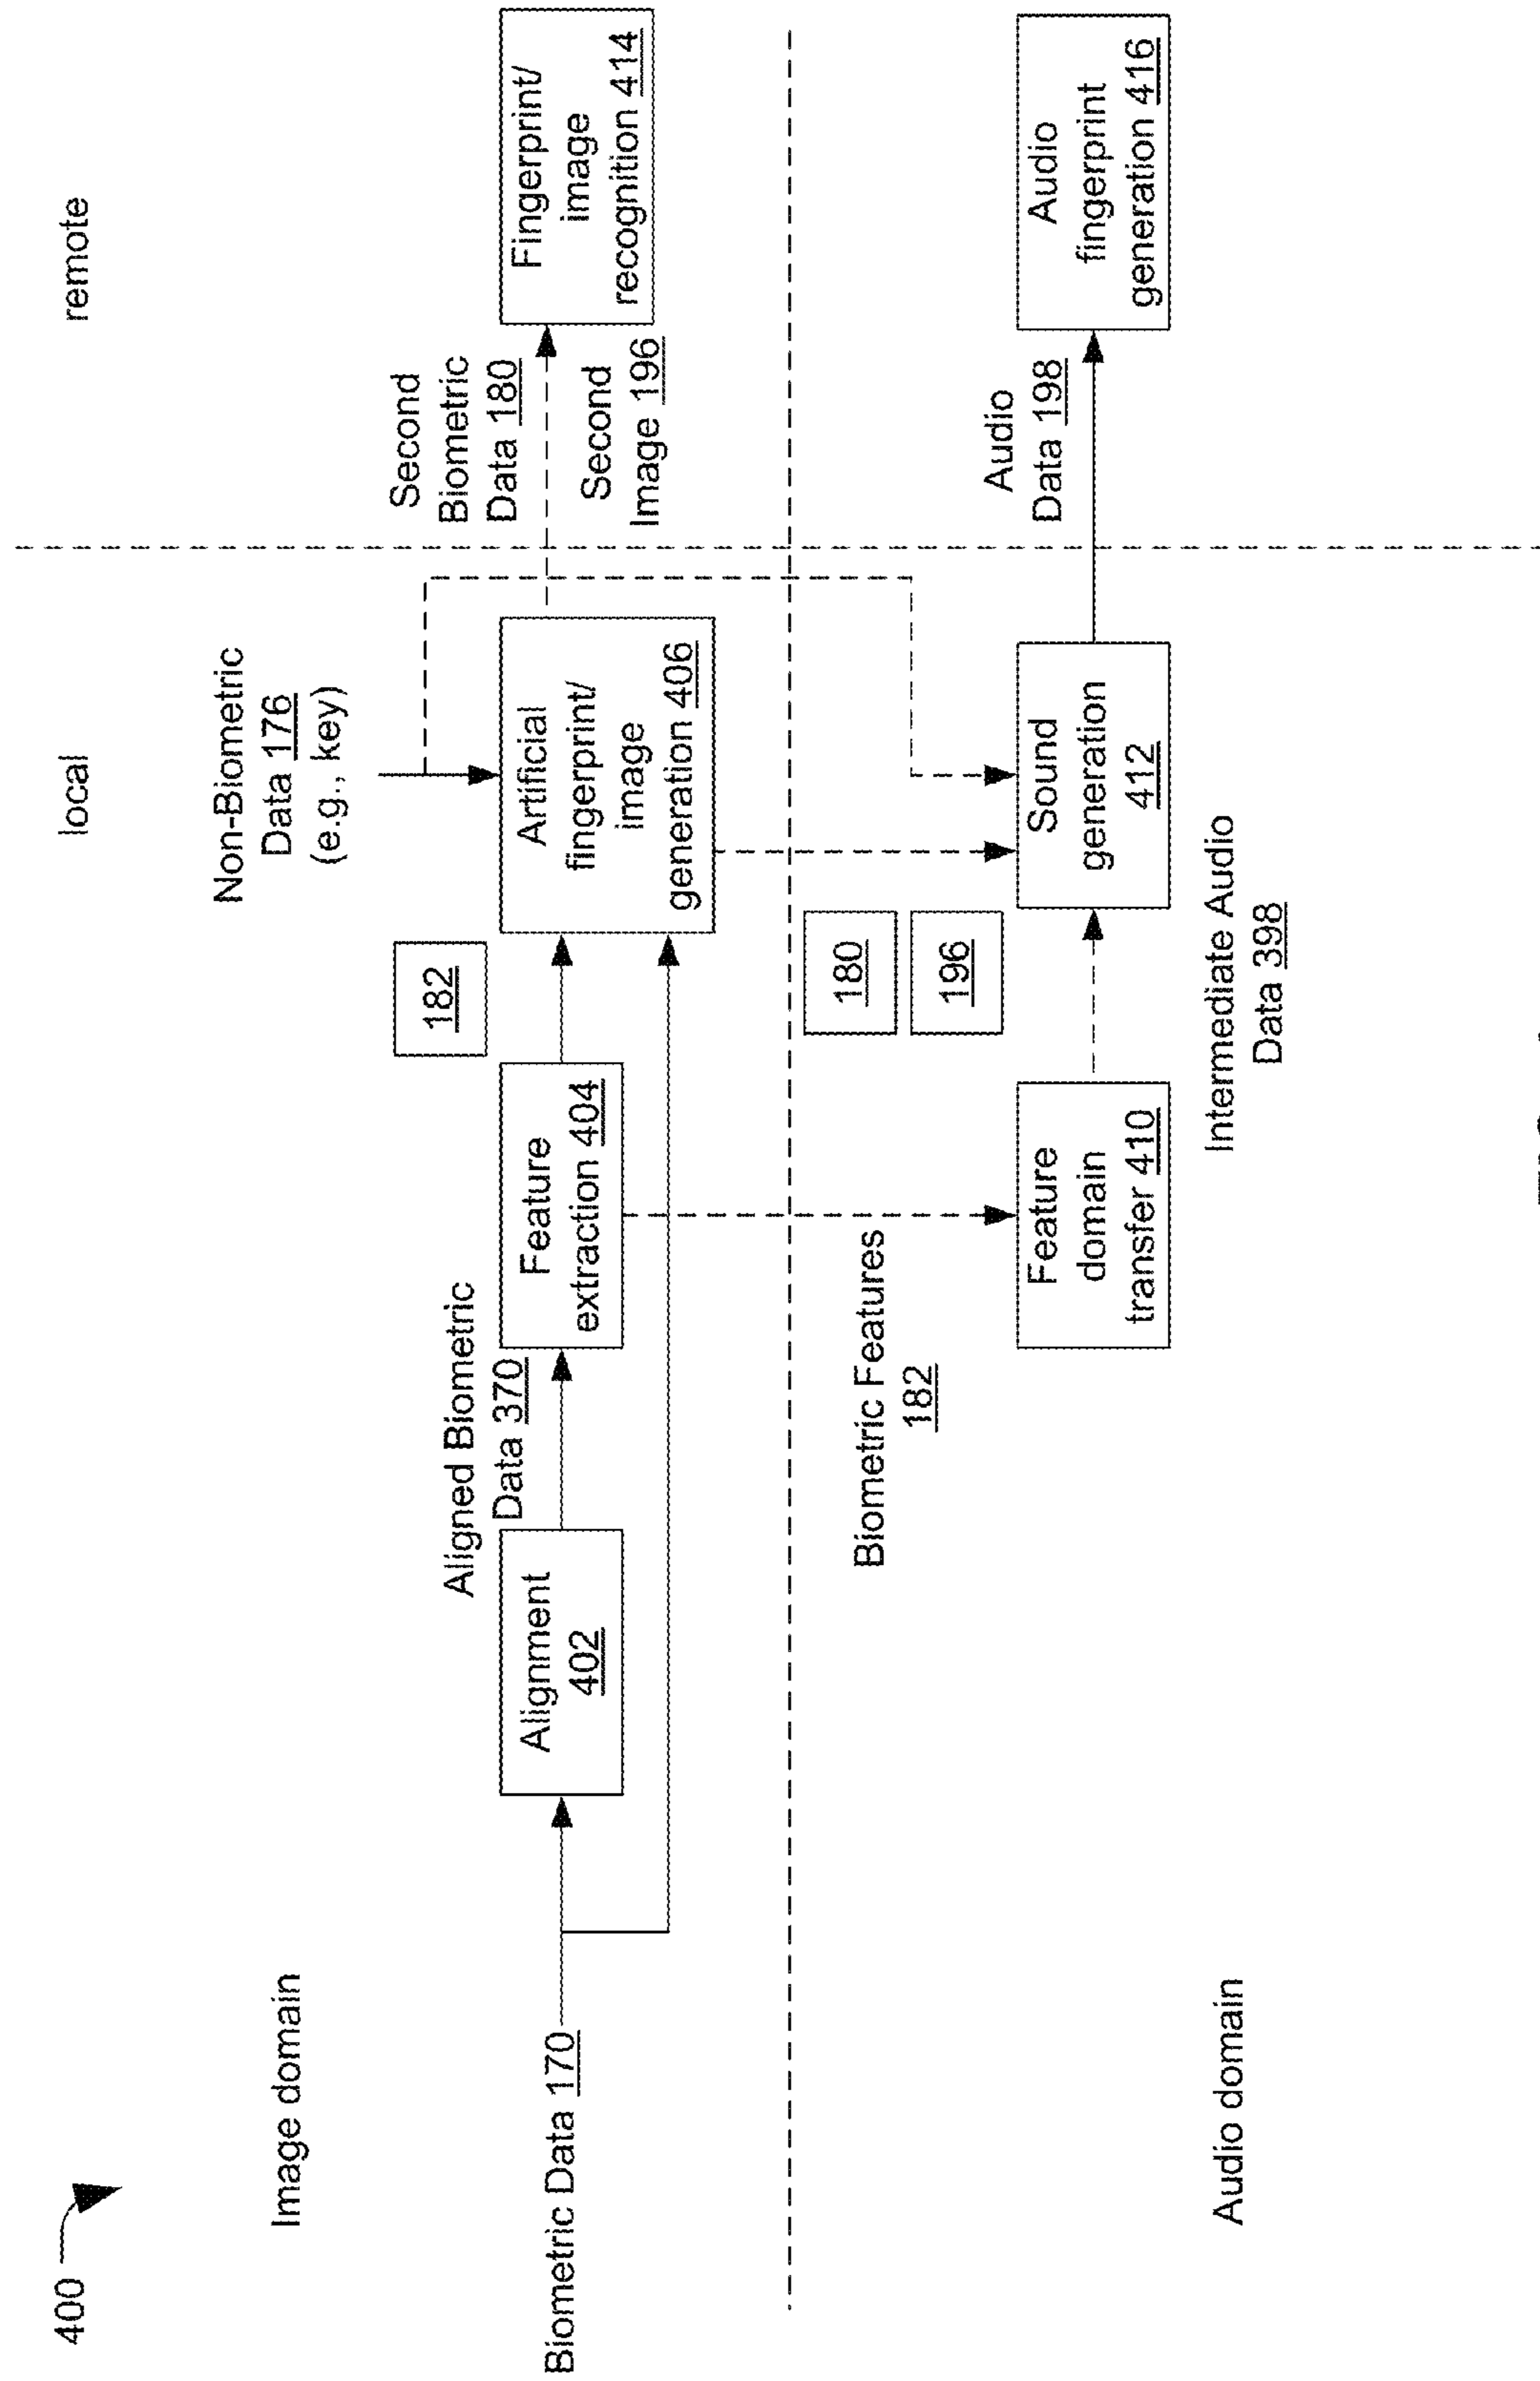 400
local
remote
Image domain
Non-Biometric
Data 176
(e.g., key)
Biometric Data 170
Alignment
402
Aligned Biometric
Data 370
Feature
extraction 404
182
Artificial
fingerprint/
image
generation 406
Second
Biometric
Data 180
Second
Image 196
Fingerprint/
image
recognition 414
Audio domain
Biometric Features
182
Feature
domain
transfer 410
Intermediate Audio
Data 398
180
196
Sound
generation
412
Audio
Data 198
Audio
fingerprint
generation 416